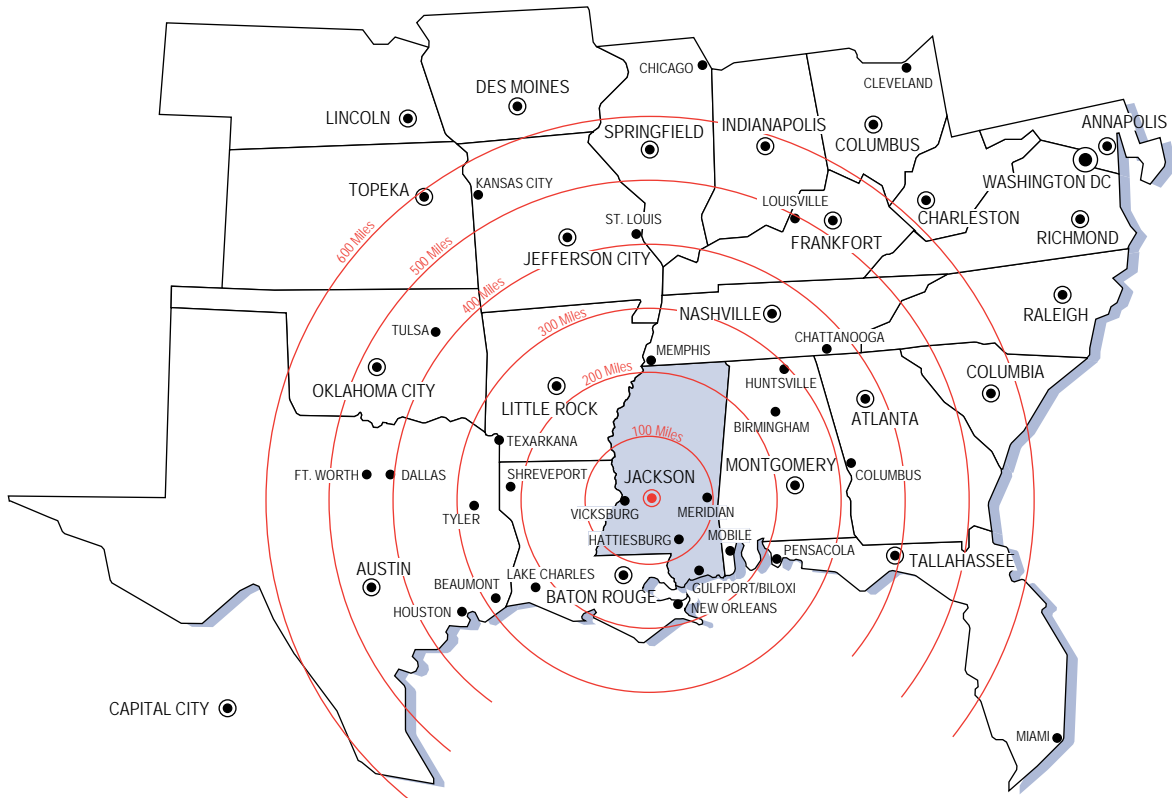 CHICAGO
CLEVELAND
DES MOINES
LINCOLN
SPRINGFIELD
INDIANAPOLIS
COLUMBUS
ANNAPOLIS
WASHINGTON DC
TOPEKA
KANSAS CITY
ST. LOUIS
LOUISVILLE
CHARLESTON
RICHMOND
JEFFERSON CITY
FRANKFORT
600 Miles
500 Miles
400 Miles
300 Miles
200 Miles
100 Miles
TULSA
NASHVILLE
RALEIGH
CHATTANOOGA
MEMPHIS
OKLAHOMA CITY
LITTLE ROCK
HUNTSVILLE
COLUMBIA
ATLANTA
BIRMINGHAM
TEXARKANA
FT. WORTH
DALLAS
SHREVEPORT
JACKSON
MONTGOMERY
COLUMBUS
TYLER
VICKSBURG
MERIDIAN
HATTIESBURG
MOBILE
PENSACOLA
TALLAHASSEE
AUSTIN
BEAUMONT
LAKE CHARLES
BATON ROUGE
GULFPORT/BILOXI
HOUSTON
NEW ORLEANS
CAPITAL CITY
MIAMI